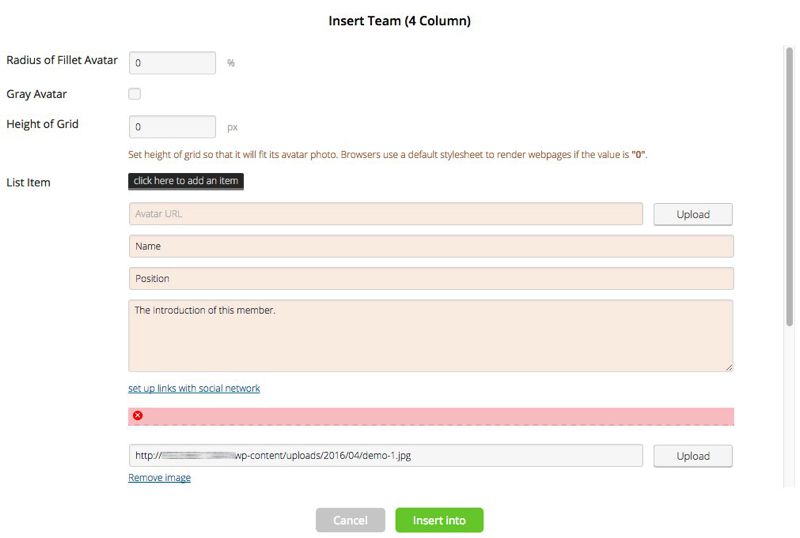 Insert Team (4 Column)
Radius of Fillet Avatar 0 %
Gray Avatar
Height of Grid 0 px
Set height of grid so that it will fit its avatar photo. Browsers use a default stylesheet to render webpages if the value is "0".
List Item click here to add an item
Avatar URL Upload
Name
Position
The Introduction of this member.
set up links with social network
http:// wp-content/uploads/2016/04/demo-1.jpg Upload
Remove image
Cancel Insert into